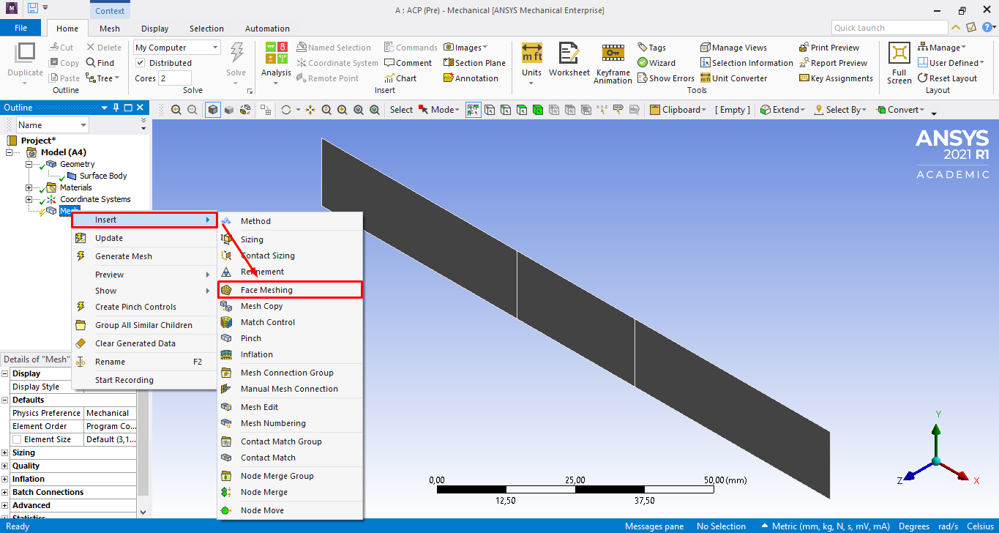 Context
A : ACP (Pre) - Mechanical [ANSYS Mechanical Enterprise]
File
Home
Mesh
Display
Selection
Automation
Quick Launch
Duplicate
Cut
Copy
Paste
Delete
Find
Tree
Outline
My Computer
Distributed
Cores 2
Solve
Solve
Analysis
Named Selection
Coordinate System
Remote Point
Commands
Comment
Chart
Images
Section Plane
Annotation
Insert
Units
Worksheet
Keyframe
Animation
Tags
Wizard
Show Errors
Manage Views
Selection Information
Unit Converter
Print Preview
Report Preview
Key Assignments
Tools
Full
Screen
Manage
User Defined
Reset Layout
Layout
Outline
Select
Mode
Clipboard
[ Empty ]
Extend
Select By
Convert
Name
Project*
Model (A4)
Geometry
Surface Body
Materials
Coordinate Systems
Mesh
ANSYS
2021 R1
ACADEMIC
Insert
Update
Generate Mesh
Preview
Show
Create Pinch Controls
Group All Similar Children
Clear Generated Data
Rename F2
Start Recording
Method
Sizing
Contact Sizing
Refinement
Face Meshing
Mesh Copy
Match Control
Pinch
Inflation
Mesh Connection Group
Manual Mesh Connection
Mesh Edit
Mesh Numbering
Contact Match Group
Contact Match
Node Merge Group
Node Merge
Node Move
Details of "Mesh"
Display
Display Style
Defaults
Physics Preference Mechanical
Element Order Program Co...
Element Size Default (3,1...
Sizing
Quality
Inflation
Batch Connections
Advanced
Statistics
0,00 25,00 50,00 (mm)
12,50 37,50
Y
Z
X
Ready
Messages pane
No Selection
Metric (mm, kg, N, s, mV, mA)
Degrees
rad/s
Celsius